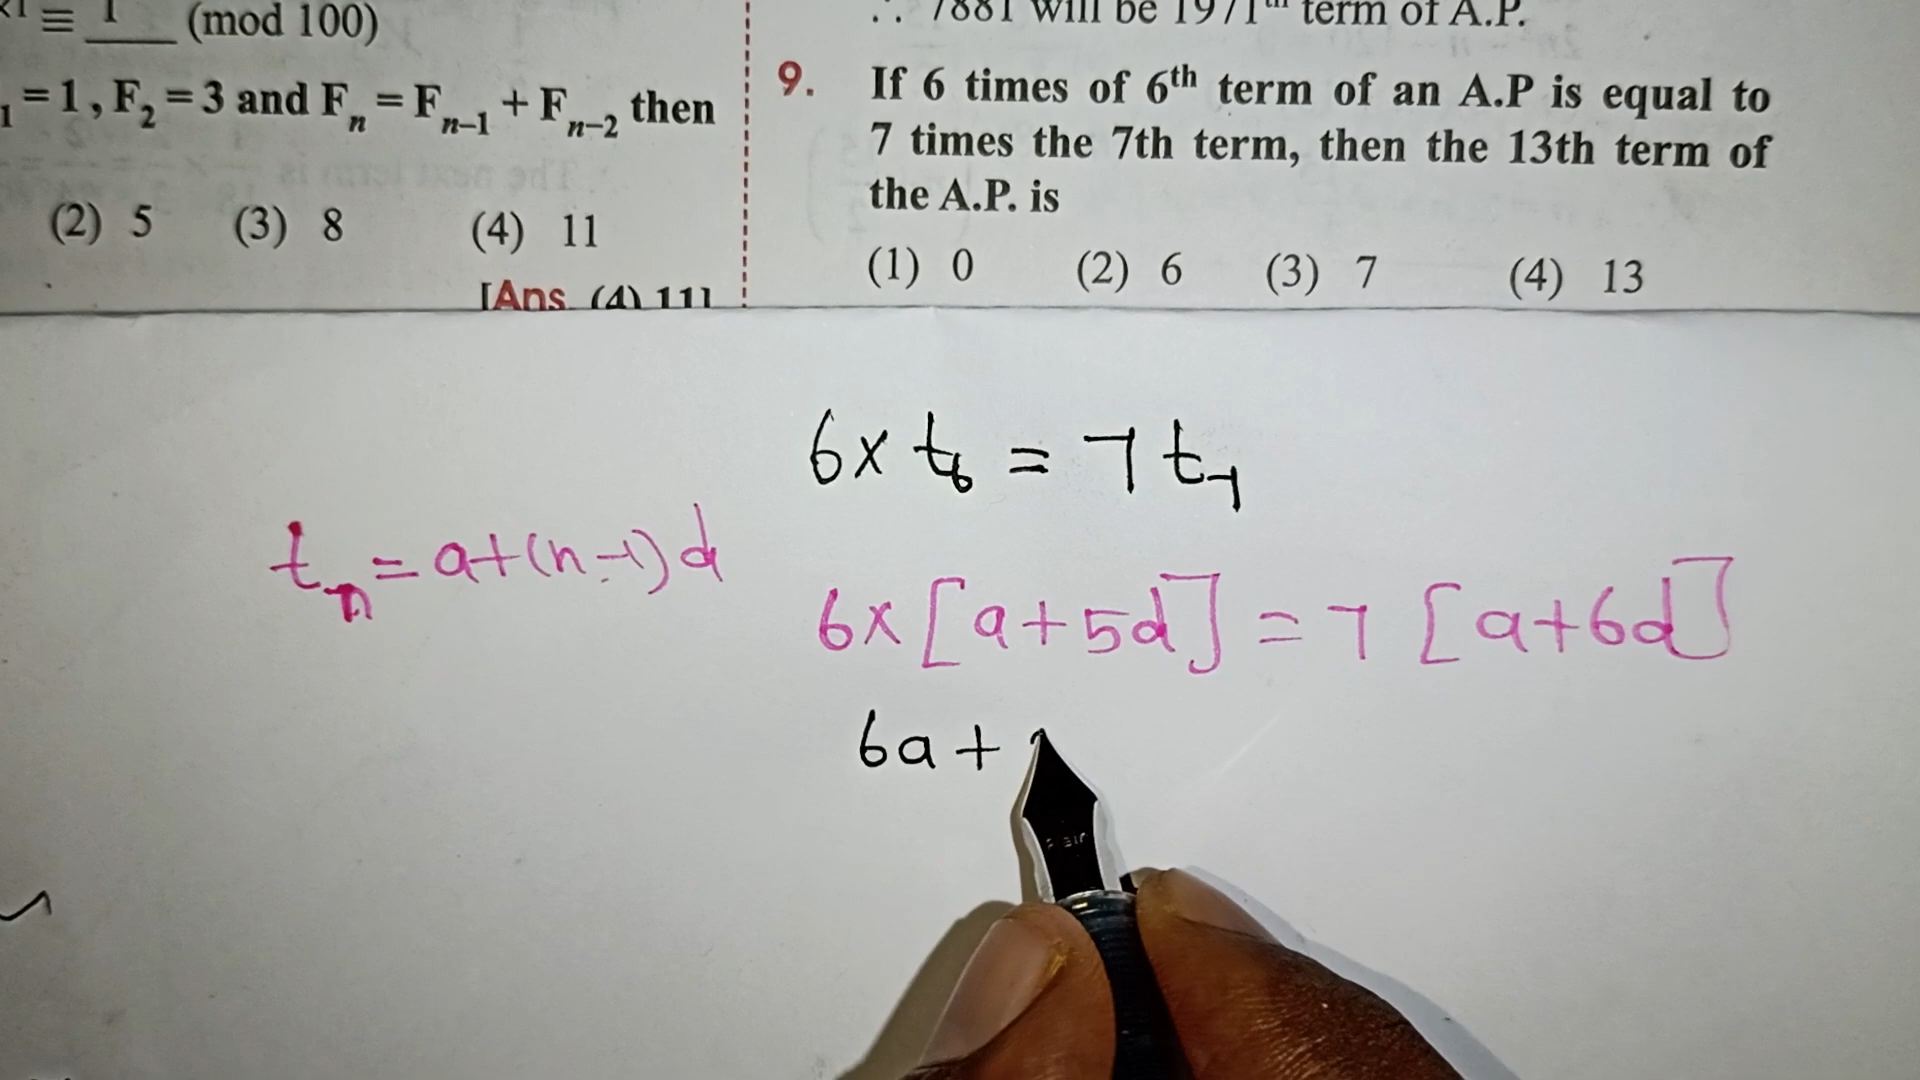 ≡ ___1___ (mod 100)
₁ = 1, F₂ = 3 and Fₙ = Fₙ₋₁ + Fₙ₋₂ then
(2) 5 (3) 8 (4) 11
[Ans. (4) 11]
∴ 7881 will be 1971th term of A.P.
9. If 6 times of 6th term of an A.P is equal to
7 times the 7th term, then the 13th term of
the A.P. is
(1) 0 (2) 6 (3) 7 (4) 13
6 × t₆ = 7 t₇
tₙ = a+(n-1)d
6×[a+5d] = 7 [a+6d]
6a +